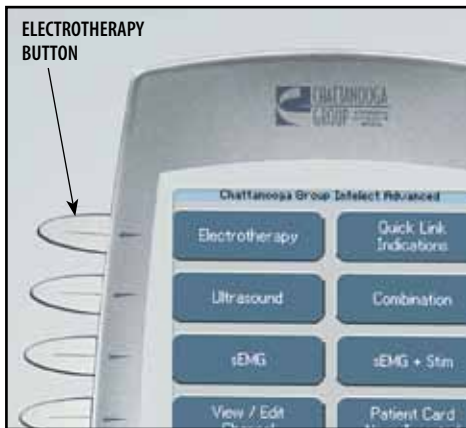 ELECTROTHERAPY
BUTTON
CHATTANOOGA
GROUP
Chattanooga Group Intelect Advanced
Electrotherapy
Quick Link
Indications
Ultrasound
Combination
sEMG
sEMG + Stim
View / Edit
Channel
Patient Card